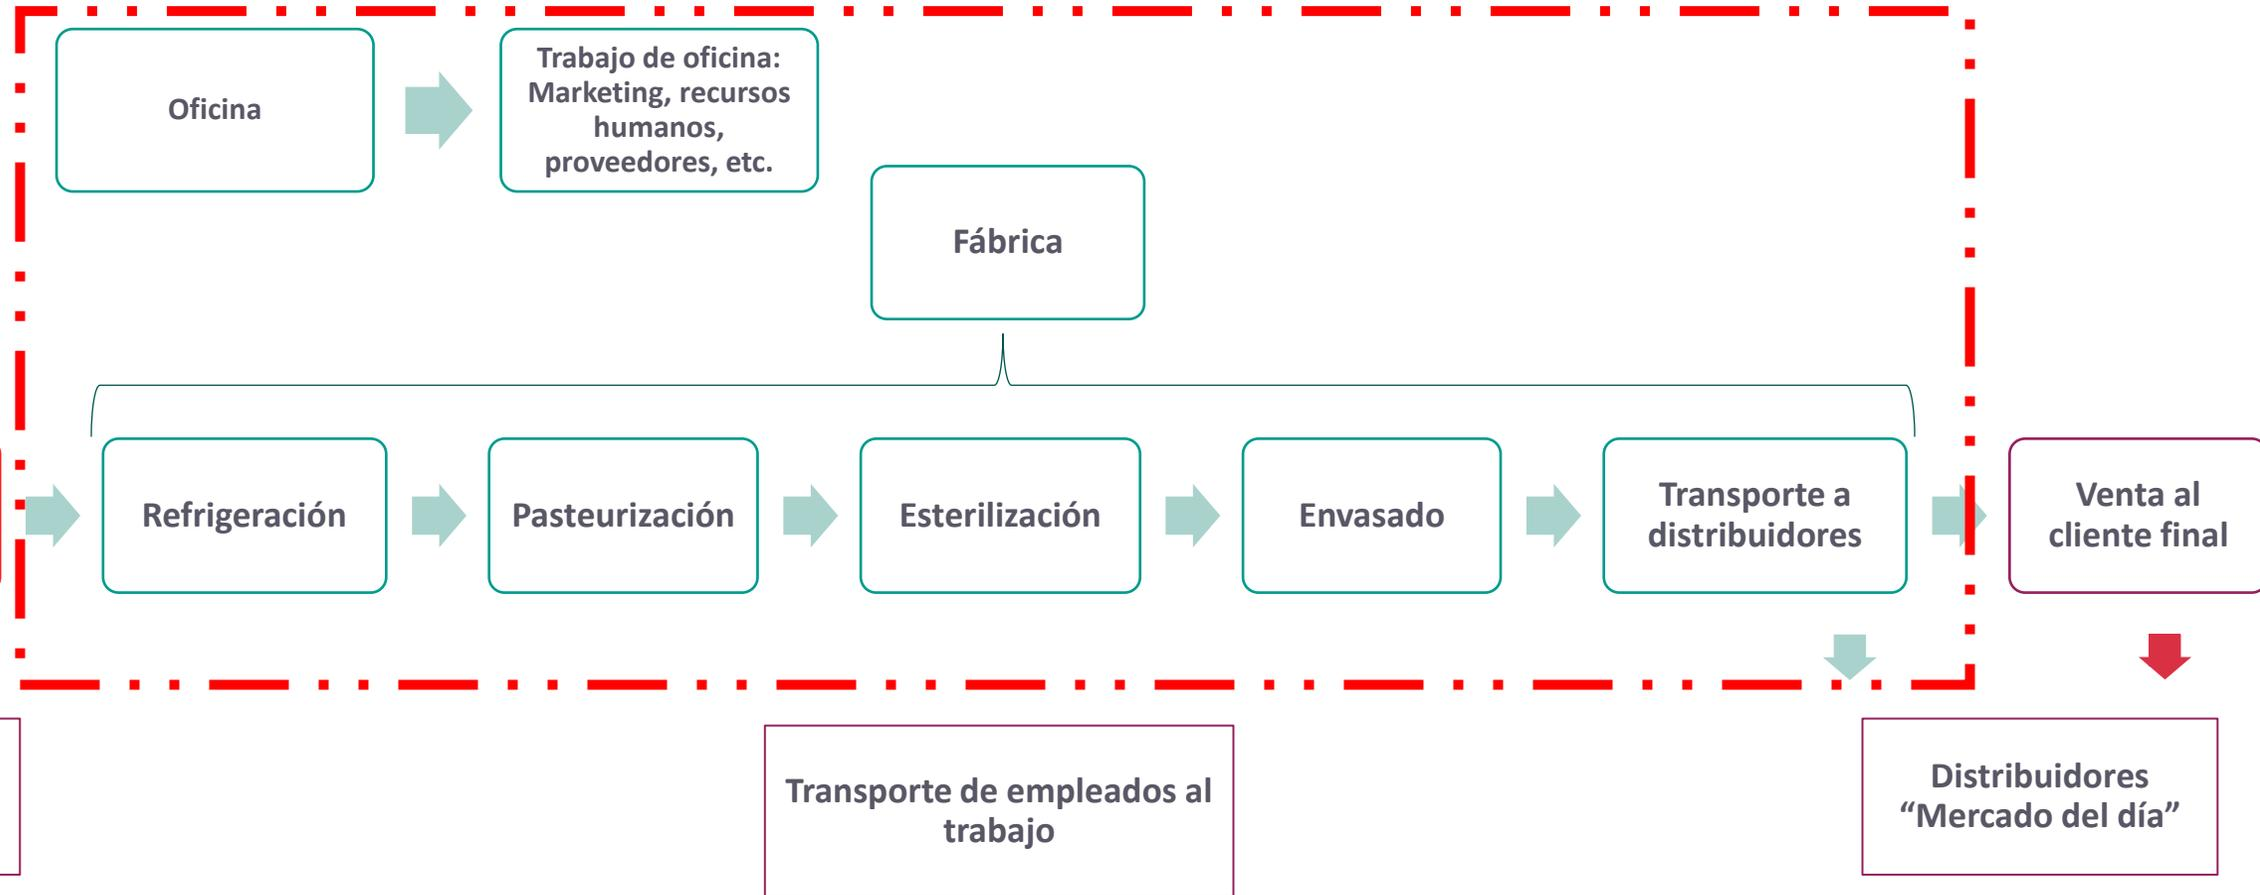 Oficina
Trabajo de oficina:
Marketing, recursos
humanos,
proveedores, etc.
Fábrica
Refrigeración
Pasteurización
Esterilización
Envasado
Transporte a
distribuidores
Venta al
cliente final
Transporte de empleados al
trabajo
Distribuidores
“Mercado del día”